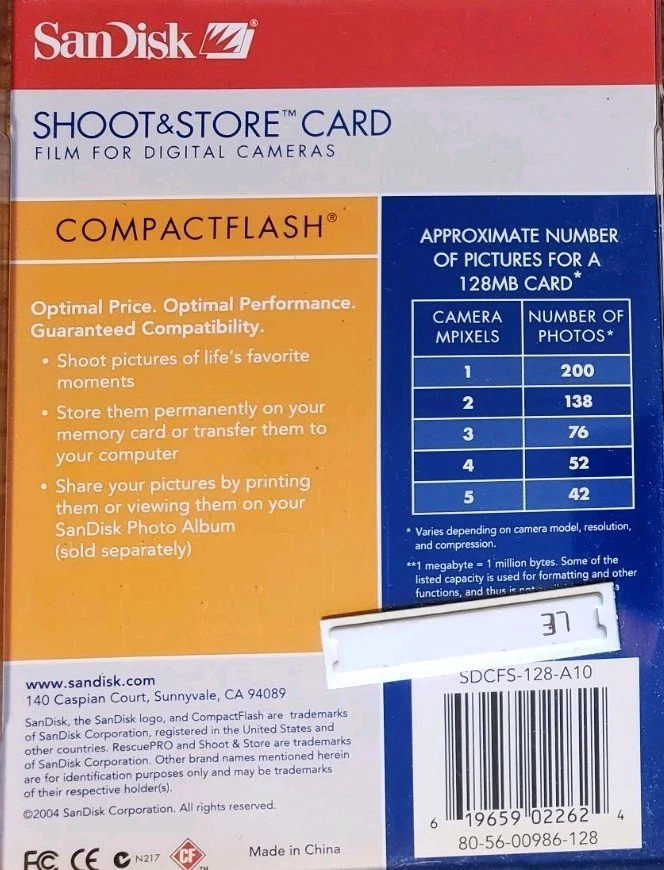 SanDisk®
SHOOT&STORE™ CARD
FILM FOR DIGITAL CAMERAS
COMPACTFLASH®
Optimal Price. Optimal Performance.
Guaranteed Compatibility.
• Shoot pictures of life's favorite
moments
• Store them permanently on your
memory card or transfer them to
your computer
• Share your pictures by printing
them or viewing them on your
SanDisk Photo Album
(sold separately)
APPROXIMATE NUMBER
OF PICTURES FOR A
128MB CARD*
CAMERA MPIXELS NUMBER OF PHOTOS*
1 200
2 138
3 76
4 52
5 42
* Varies depending on camera model, resolution,
and compression.
**1 megabyte = 1 million bytes. Some of the
listed capacity is used for formatting and other
functions, and thus is
37
SDCFS-128-A10
6 19659 02262 4
80-56-00986-128
www.sandisk.com
140 Caspian Court, Sunnyvale, CA 94089
SanDisk, the SanDisk logo, and CompactFlash are trademarks
of SanDisk Corporation, registered in the United States and
other countries. RescuePRO and Shoot & Store are trademarks
of SanDisk Corporation. Other brand names mentioned herein
are for identification purposes only and may be trademarks
of their respective holder(s).
©2004 SanDisk Corporation. All rights reserved.
FC CE N217 CF™ Made in China